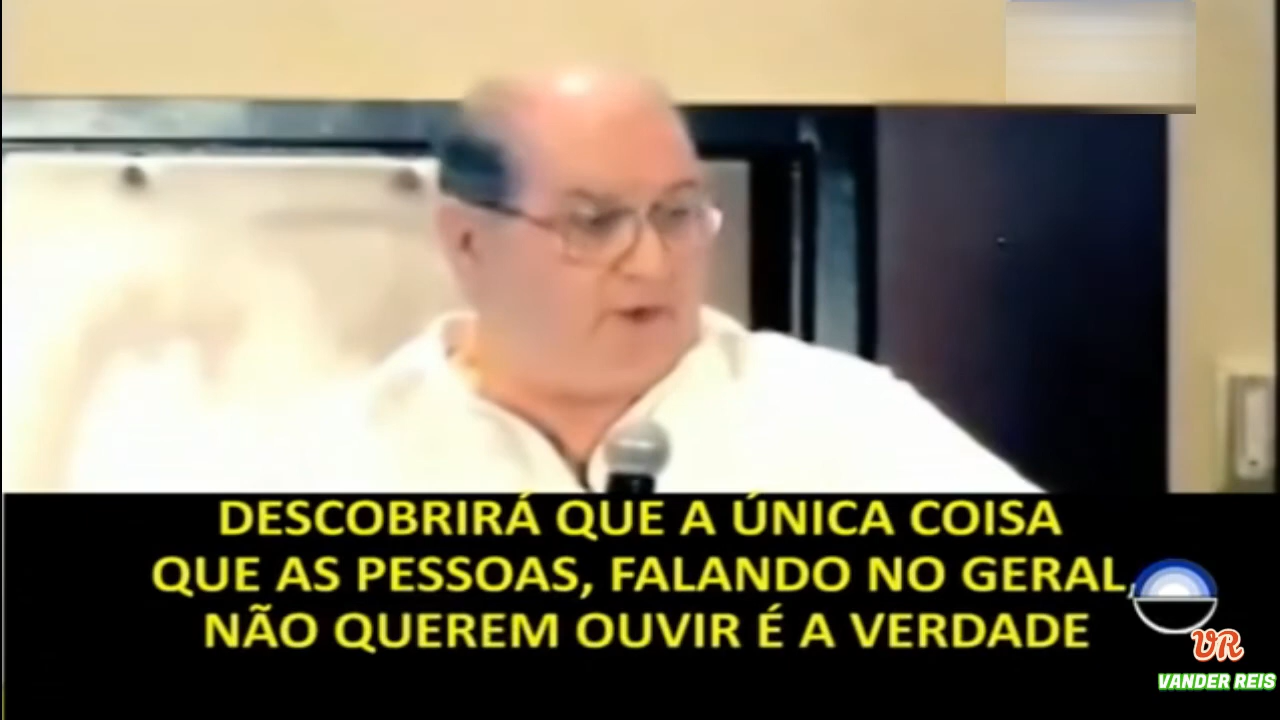 DESCOBRIRÁ QUE A ÚNICA COISA
QUE AS PESSOAS, FALANDO NO GERAL,
NÃO QUEREM OUVIR É A VERDADE
VR
VANDER REIS